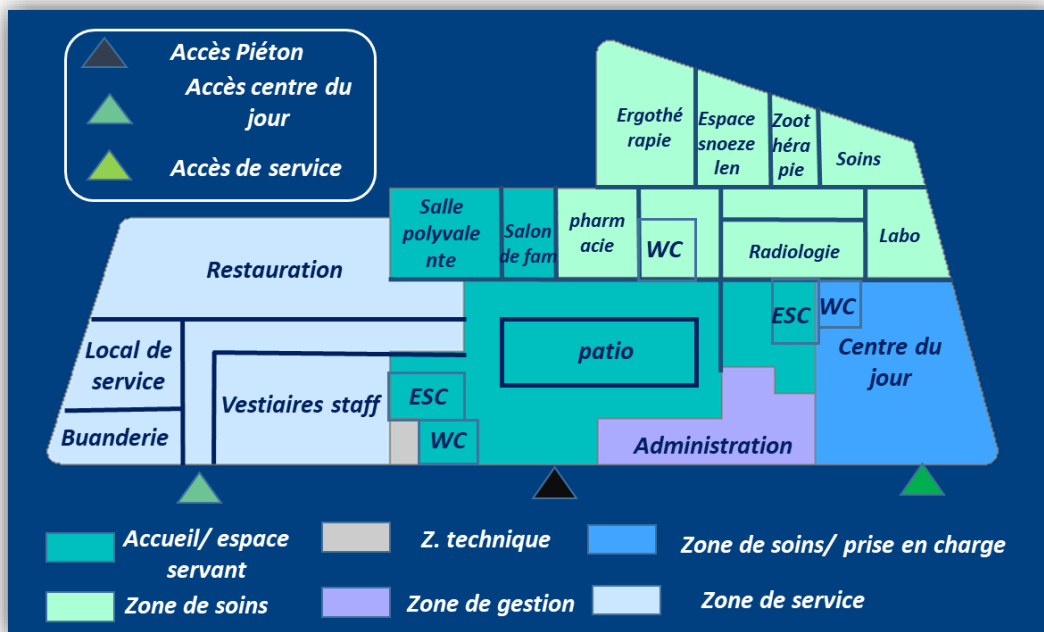 Accès Piéton
Accès centre du
jour
Accès de service
Ergothé
rapie
Espace
snoeze
len
Zoot
héra
pie
Soins
Salle
polyvale
nte
Salon
de fam
pharm
acie
WC
Radiologie
Labo
Restauration
ESC
WC
Centre du
jour
patio
Local de
service
Vestiaires staff
ESC
WC
Buanderie
Administration
Accueil/ espace
servant
Z. technique
Zone de soins/ prise en charge
Zone de soins
Zone de gestion
Zone de service